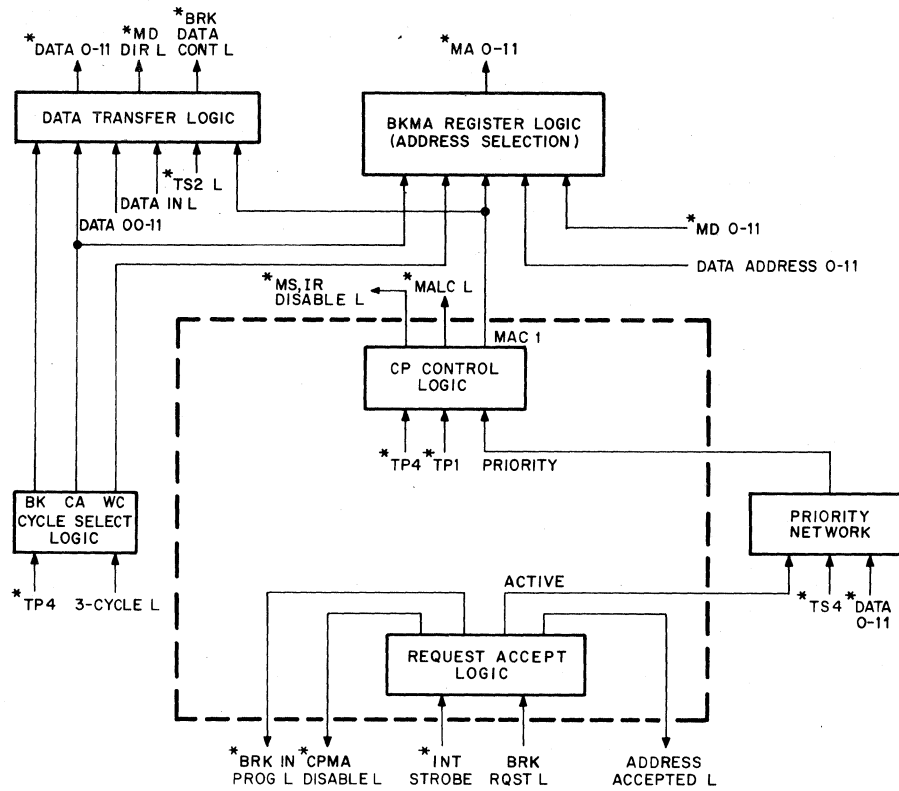 *BRK
*DATA 0-11 *MD DATA
DIR L CONT L
*MA 0-11
DATA TRANSFER LOGIC
BKMA REGISTER LOGIC
(ADDRESS SELECTION)
*TS2 L
DATA IN L
DATA 00-11
*MD 0-11
DATA ADDRESS 0-11
*MS, IR
DISABLE L
*MALC L
MAC 1
CP CONTROL
LOGIC
*TP4 *TP1 PRIORITY
BK CA WC
CYCLE SELECT
LOGIC
PRIORITY
NETWORK
*TP4 3-CYCLE L
ACTIVE
*TS4 *DATA
0-11
REQUEST ACCEPT
LOGIC
*BRK IN
PROG L
*CPMA
DISABLE L
*INT
STROBE
BRK
RQST L
ADDRESS
ACCEPTED L